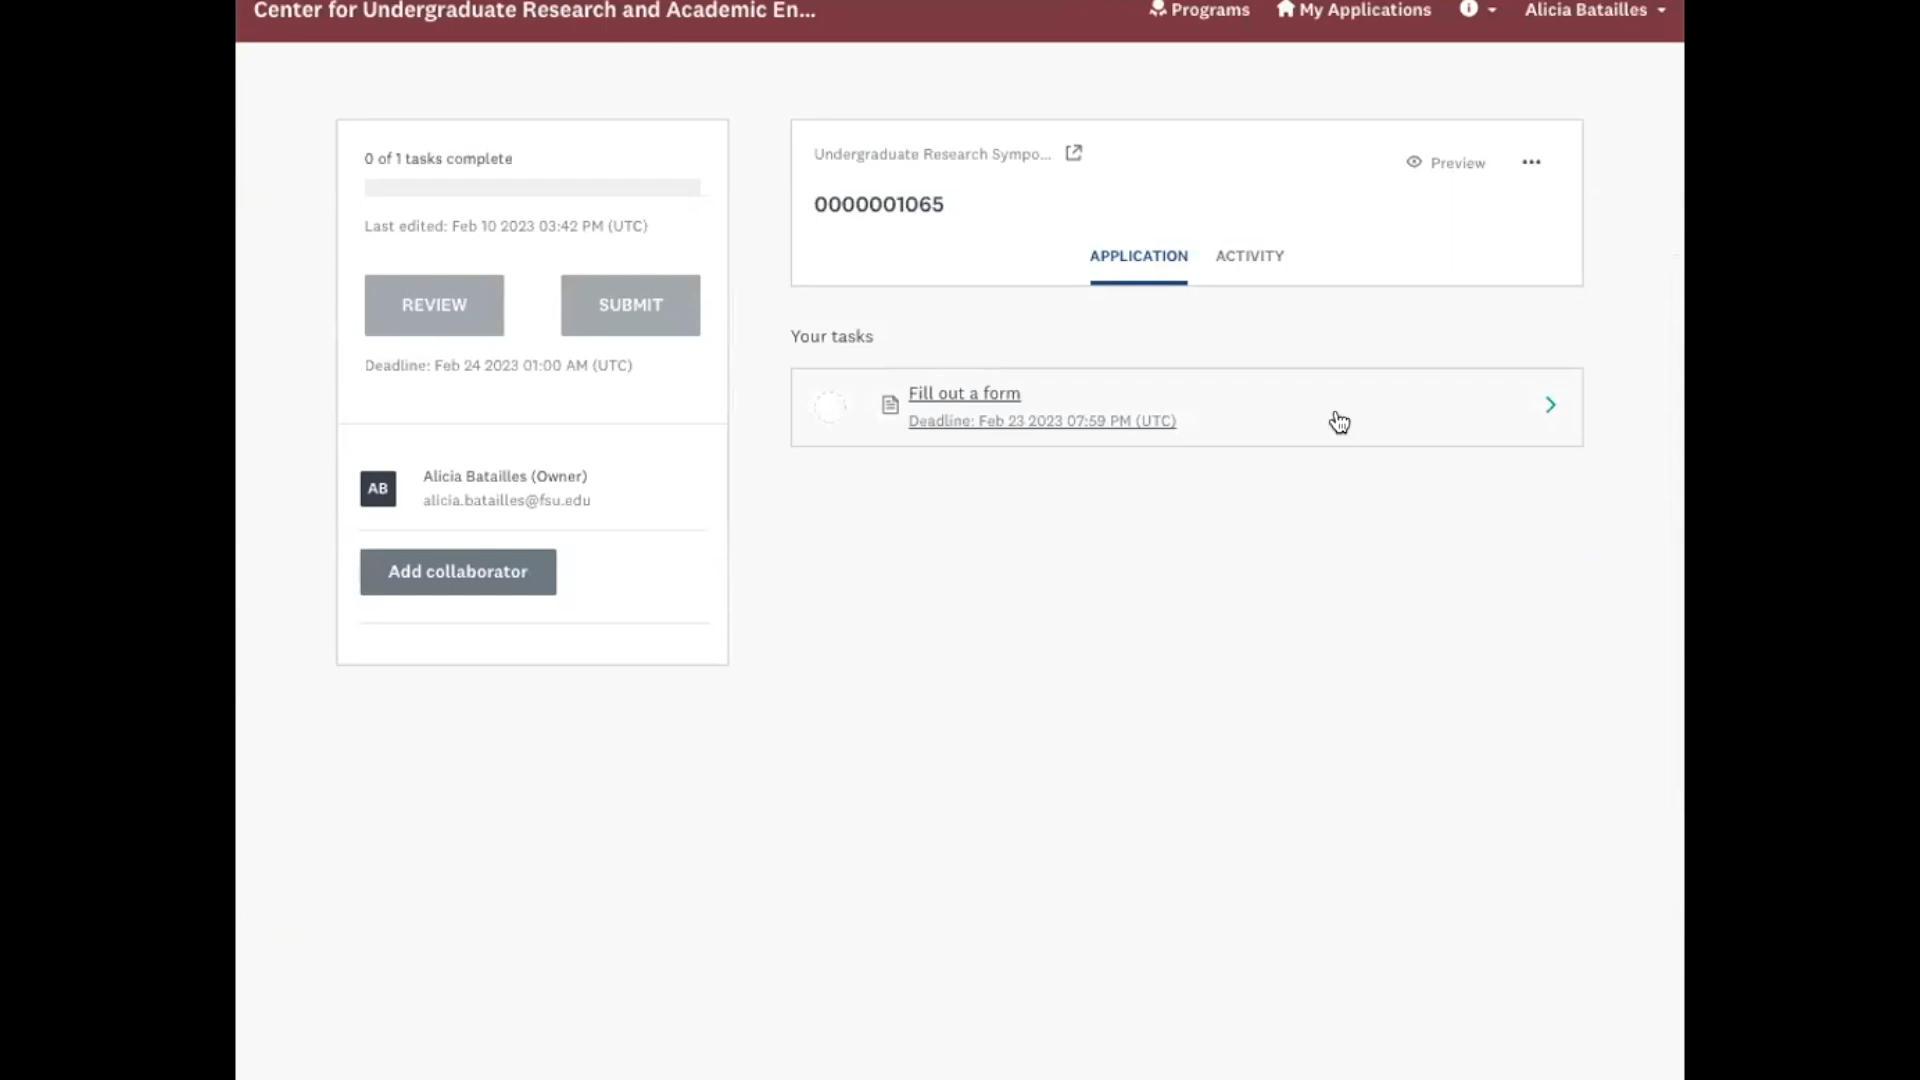 Center for Undergraduate Research and Academic En...
Programs
My Applications
Alicia Batailles
0 of 1 tasks complete
Last edited: Feb 10 2023 03:42 PM (UTC)
REVIEW
SUBMIT
Deadline: Feb 24 2023 01:00 AM (UTC)
AB
Alicia Batailles (Owner)
alicia.batailles@fsu.edu
Add collaborator
Undergraduate Research Sympo...
Preview
0000001065
APPLICATION
ACTIVITY
Your tasks
Fill out a form
Deadline: Feb 23 2023 07:59 PM (UTC)